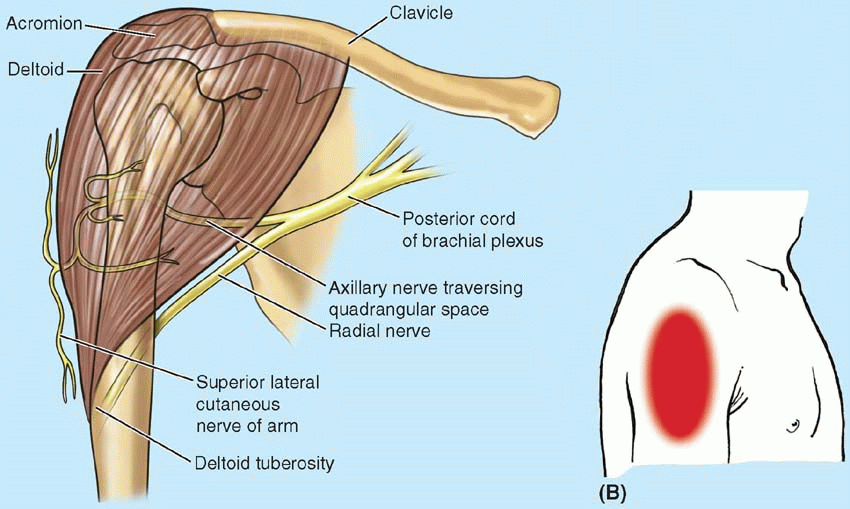 Acromion
Clavicle
Deltoid
Posterior cord
of brachial plexus
Axillary nerve traversing
quadrangular space
Radial nerve
Superior lateral
cutaneous
nerve of arm
Deltoid tuberosity
(B)